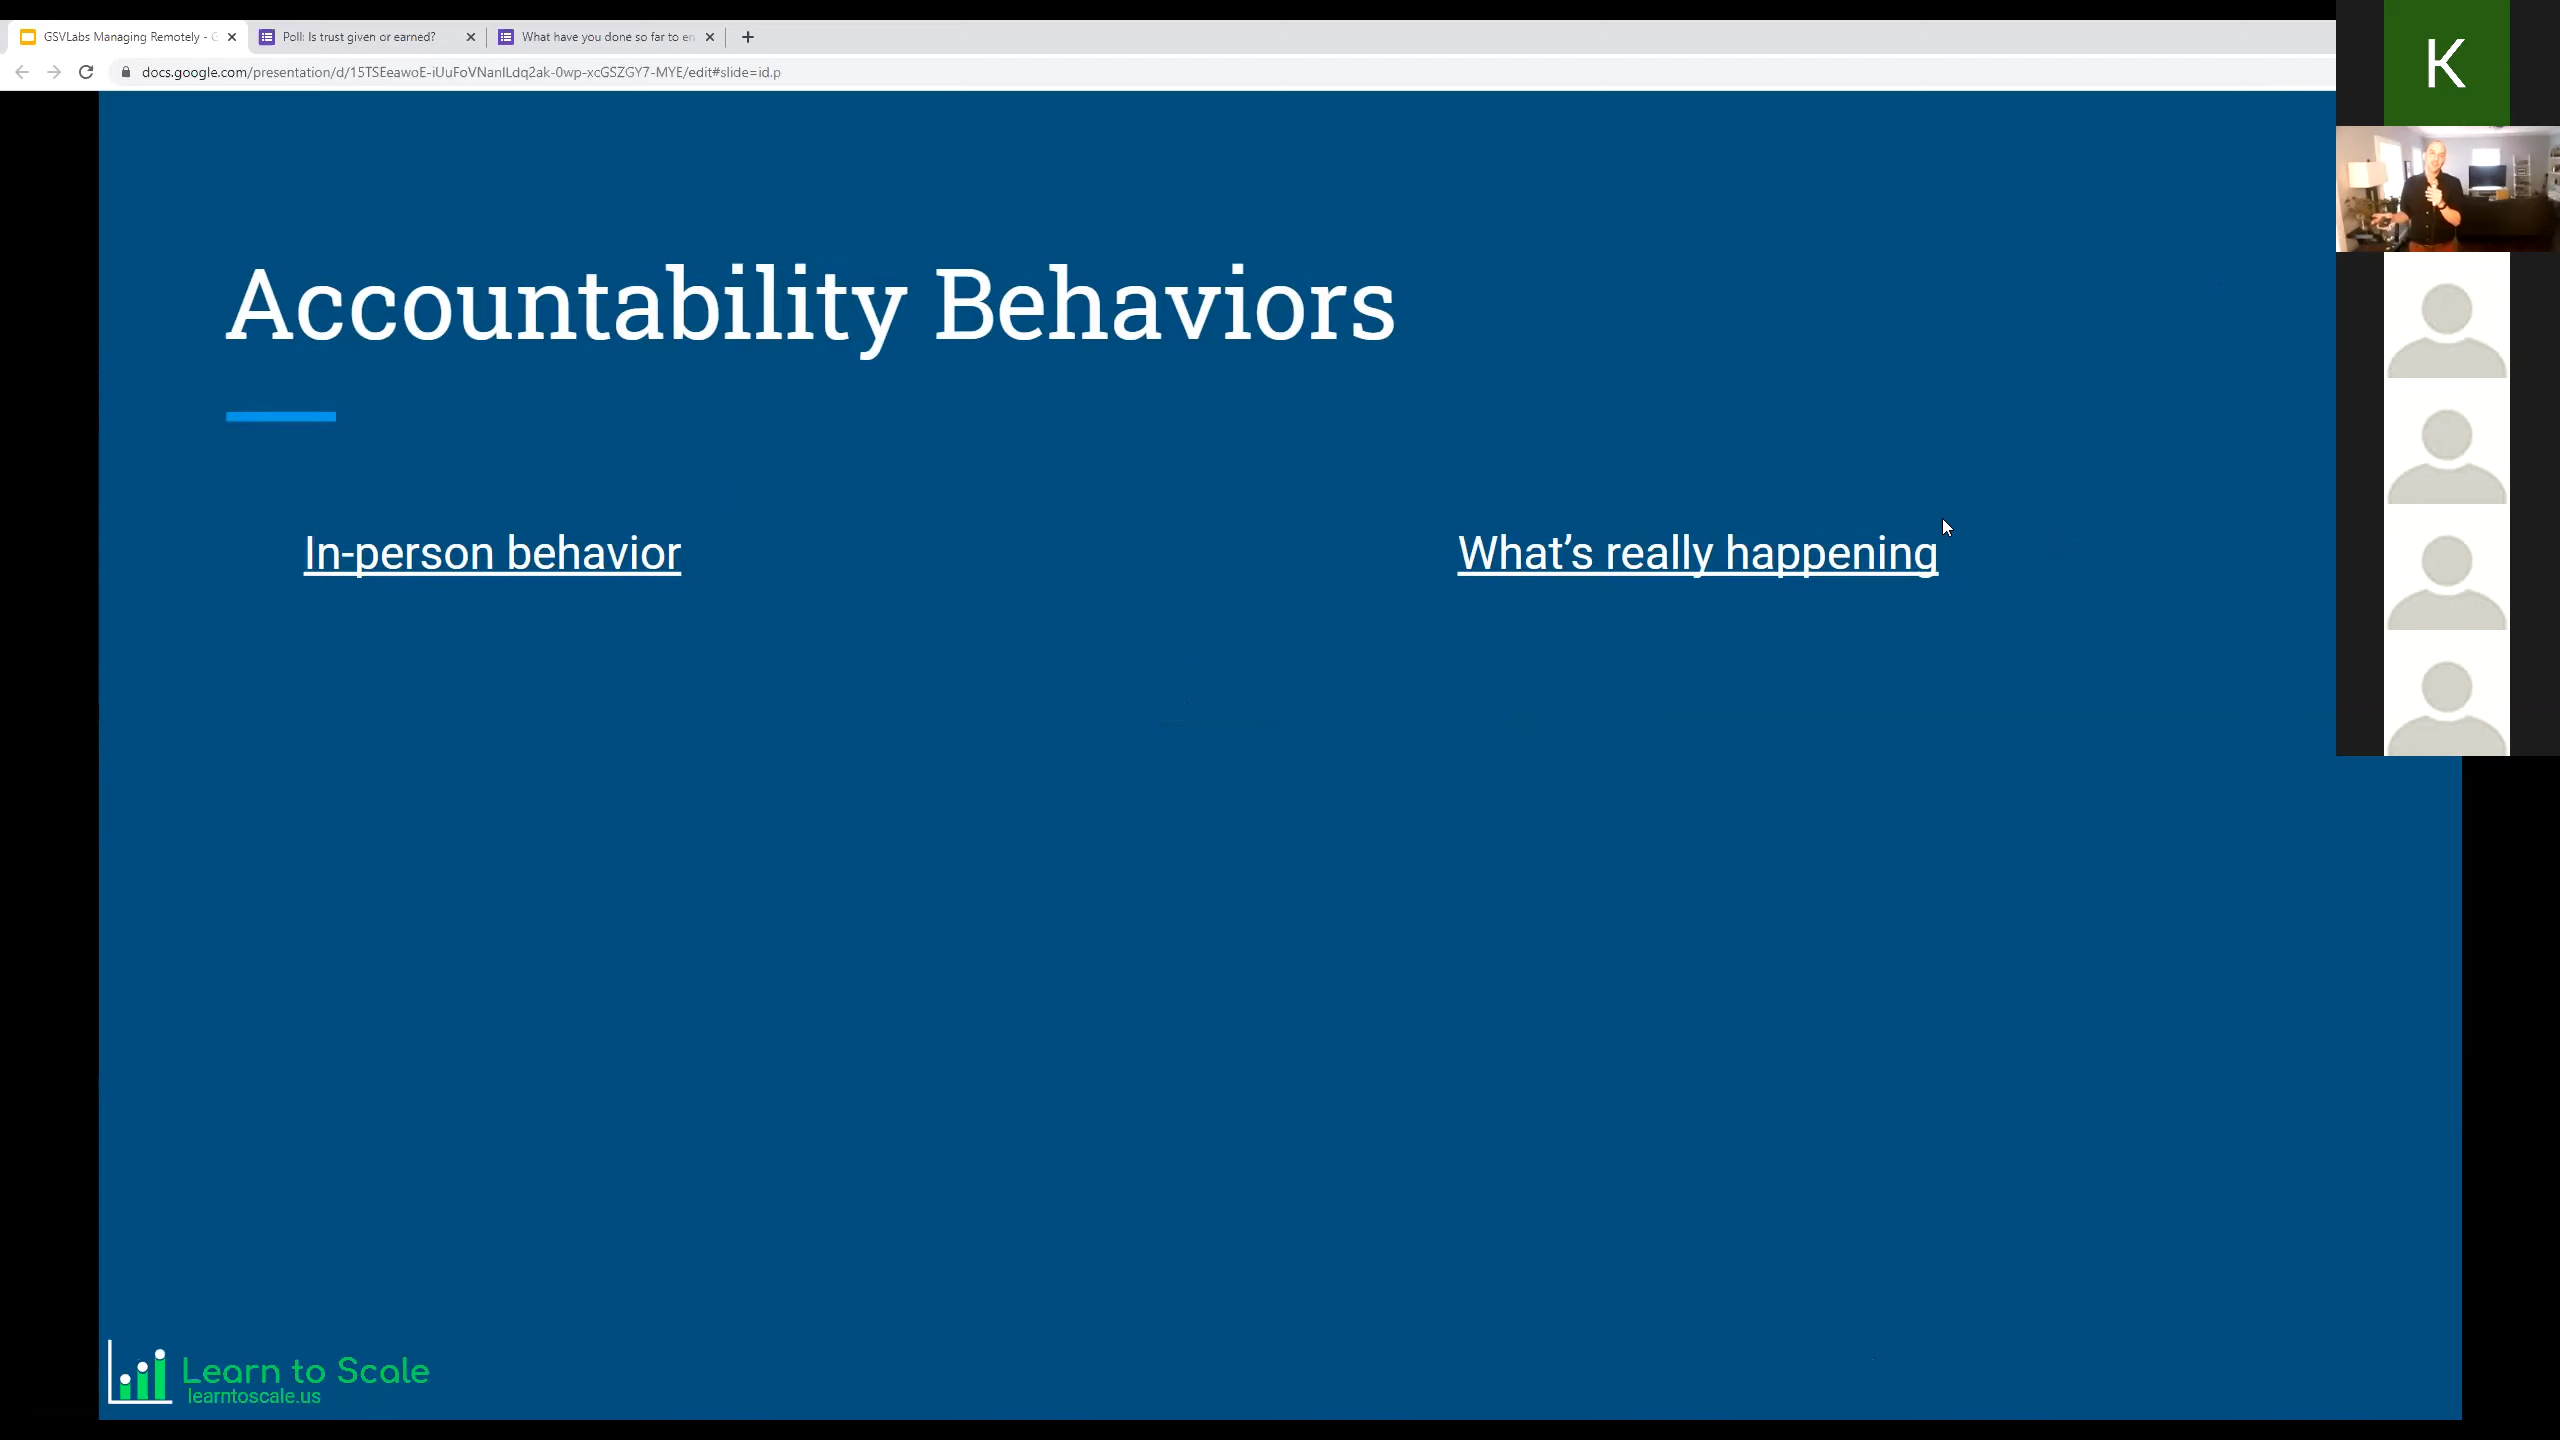 GSVLabs Managing Remotely - G
Poll: Is trust given or earned?
What have you done so far to en
docs.google.com/presentation/d/15TSEeawoE-iUuFoVNanILdq2ak-0wp-xcGSZGY7-MYE/edit#slide=id.p
K
Accountability Behaviors
In-person behavior
What’s really happening
Learn to Scale
learntoscale.us